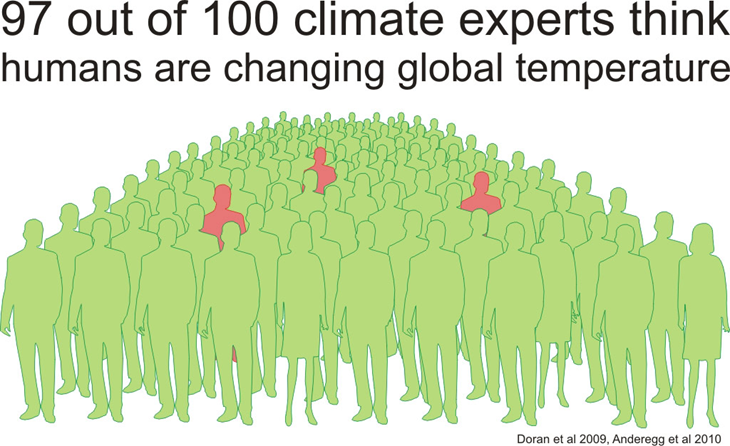 97 out of 100 climate experts think
humans are changing global temperature
Doran et al 2009, Anderegg et al 2010